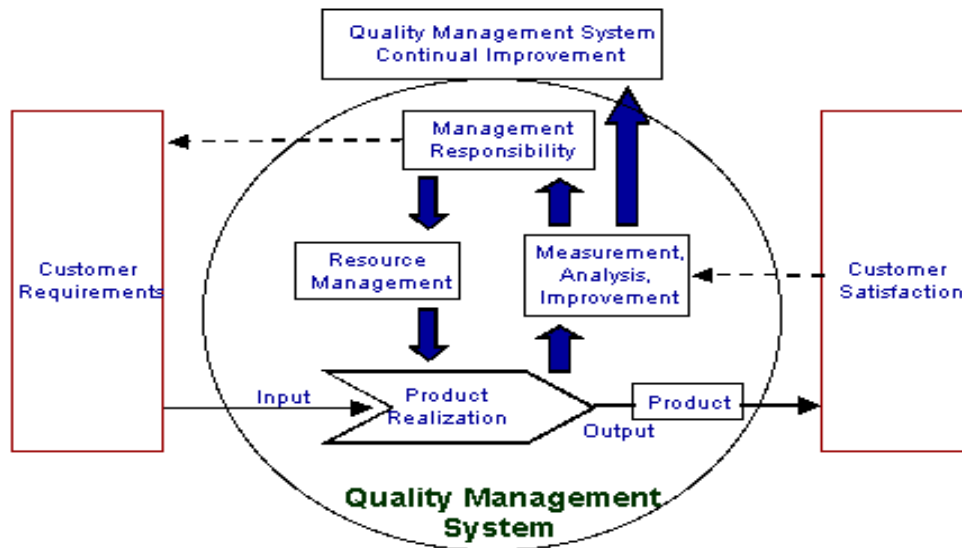 Quality Management System
Continual Improvement
Management
Responsibility
Customer
Requirements
Resource
Management
Measurement,
Analysis,
Improvement
Customer
Satisfaction
Input
Product
Realization
Output
Product
Quality Management
System